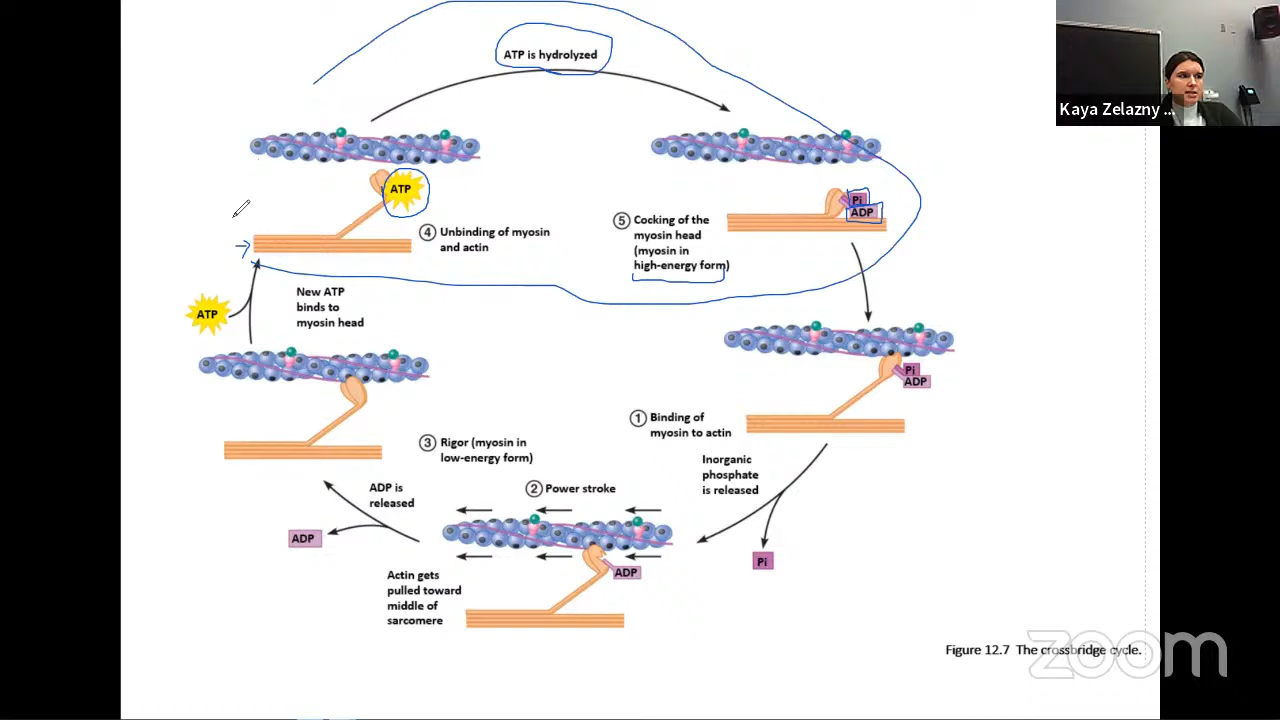 ATP is hydrolyzed
Kaya Zelazny ...
ATP
Pi
ADP
④ Unbinding of myosin
and actin
⑤ Cocking of the
myosin head
(myosin in
high-energy form)
ATP
New ATP
binds to
myosin head
Pi
ADP
① Binding of
myosin to actin
③ Rigor (myosin in
low-energy form)
Inorganic
phosphate
is released
ADP is
released
② Power stroke
ADP
Pi
ADP
Actin gets
pulled toward
middle of
sarcomere
Figure 12.7 The crossbridge cycle.
zoom